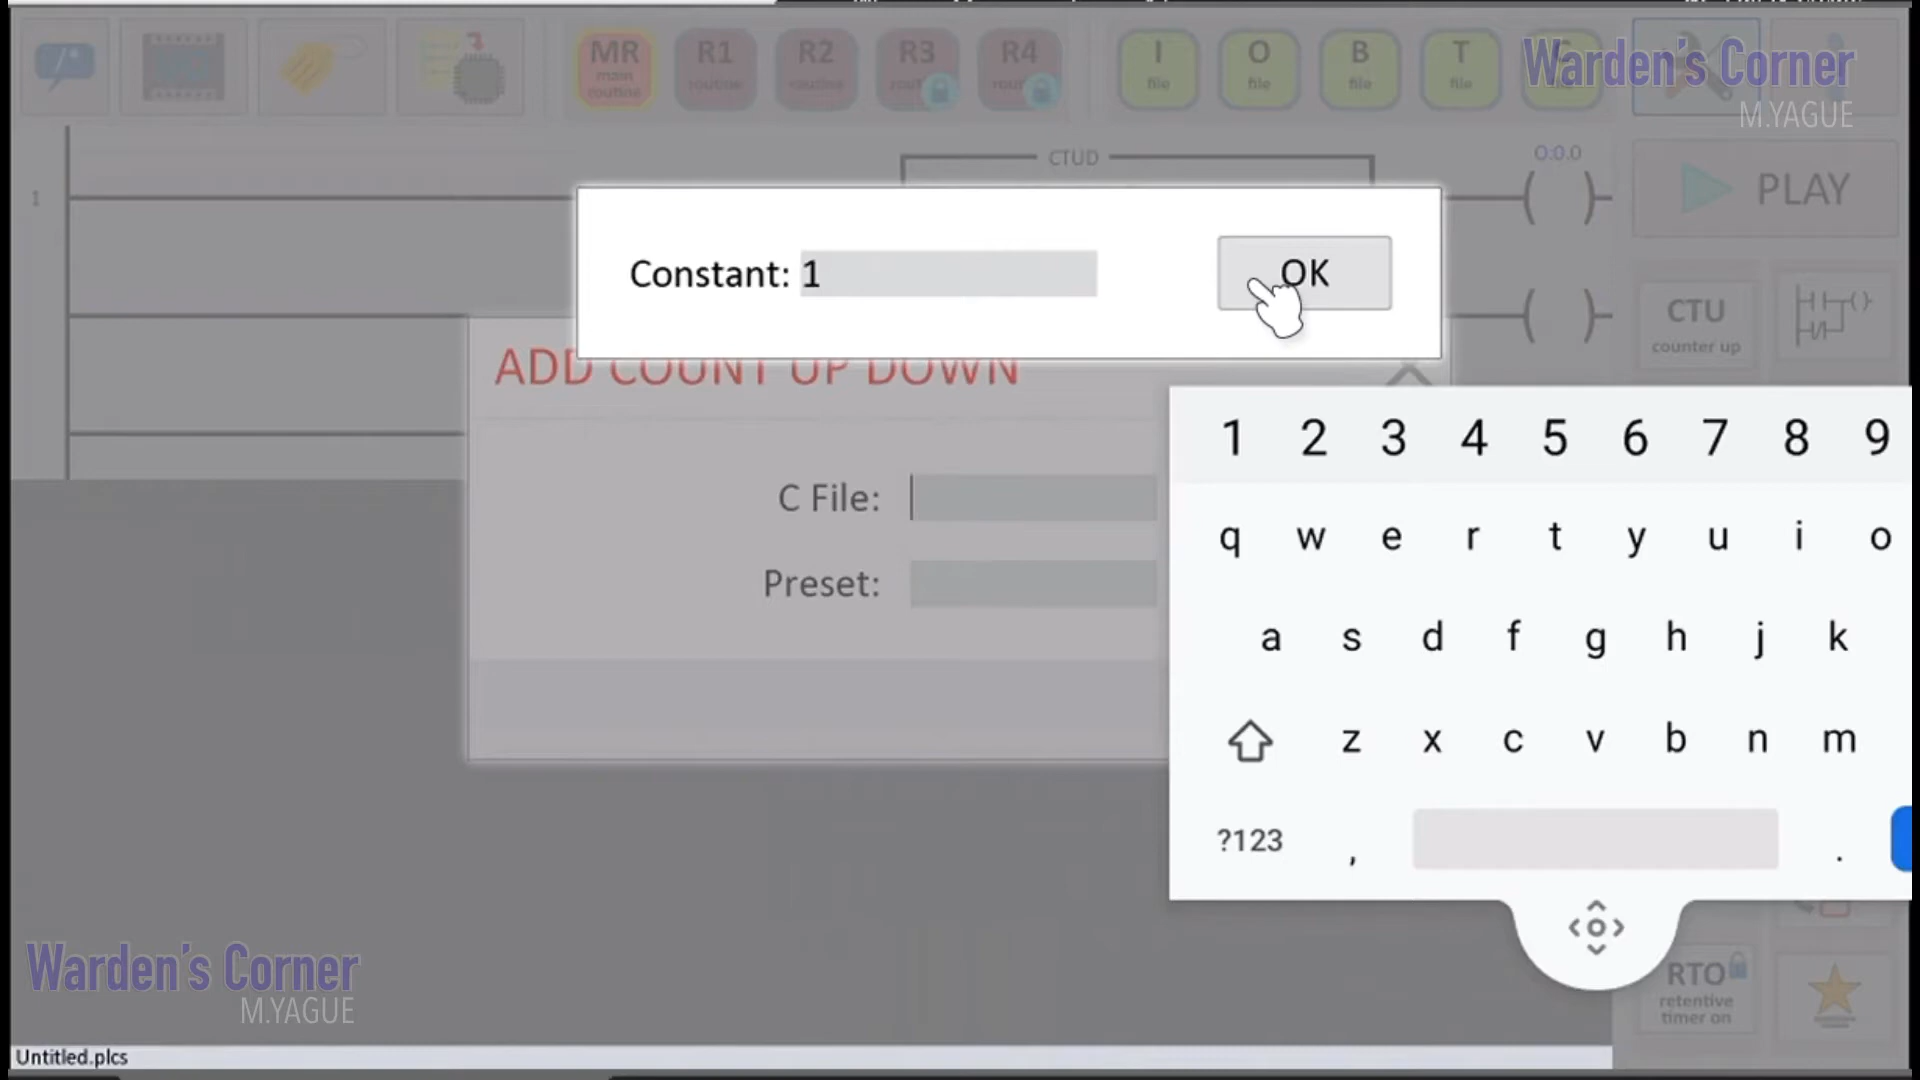 MR
main
routine
R1
routine
R2
routine
R3
R4
I
file
O
file
B
file
T
file
file
Warden's Corner
M.YAGUE
CTUD
O:0.0
PLAY
1
Constant: 1
OK
CTU
counter up
ADD COUNT UP DOWN
C File:
Preset:
1 2 3 4 5 6 7 8 9
q w e r t y u i o
a s d f g h j k
z x c v b n m
?123 , .
RTO
retentive
timer on
Warden's Corner
M.YAGUE
Untitled.plcs